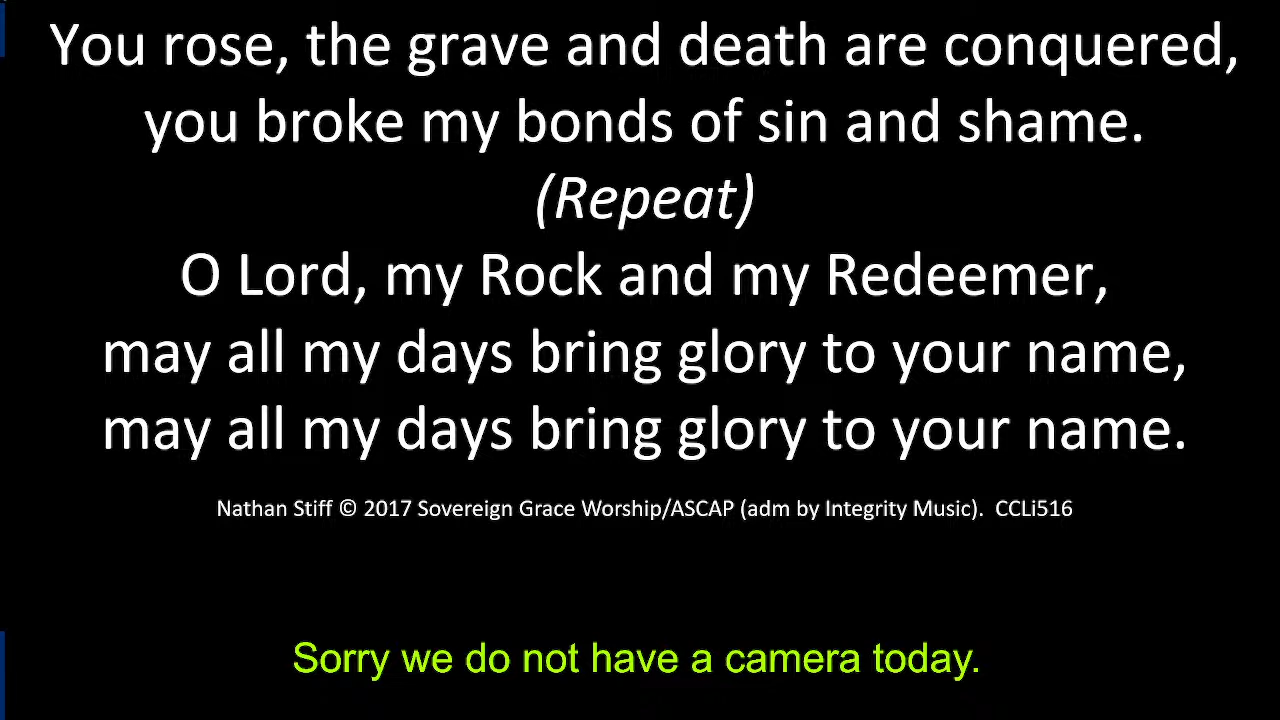 You rose, the grave and death are conquered,
you broke my bonds of sin and shame.
(Repeat)
O Lord, my Rock and my Redeemer,
may all my days bring glory to your name,
may all my days bring glory to your name.
Nathan Stiff © 2017 Sovereign Grace Worship/ASCAP (adm by Integrity Music).  CCLi516
Sorry we do not have a camera today.